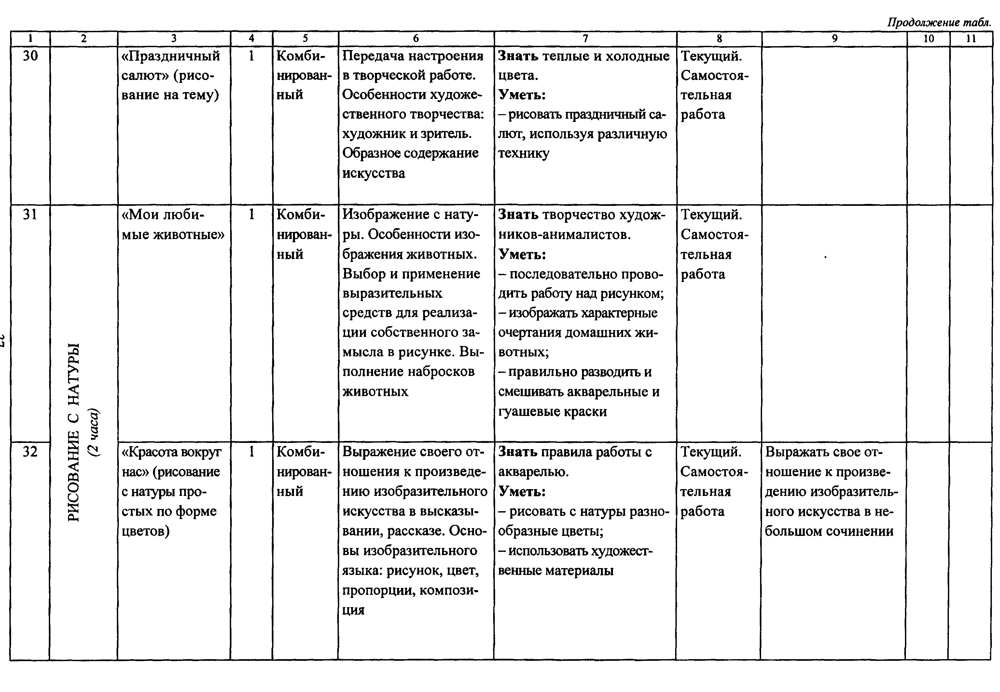 Продолжение табл.
1 2 3 4 5 6 7 8 9 10 11
30
«Праздничный
салют» (рисо-
вание на тему)
1
Комби-
нирован-
ный
Передача настроения
в творческой работе.
Особенности художе-
ственного творчества:
художник и зритель.
Образное содержание
искусства
Знать теплые и холодные
цвета.
Уметь:
– рисовать праздничный са-
лют, используя различную
технику
Текущий.
Самостоя-
тельная
работа
РИСОВАНИЕ С НАТУРЫ
(2 часа)
31
«Мои люби-
мые животные»
1
Комби-
нирован-
ный
Изображение с нату-
ры. Особенности изо-
бражения животных.
Выбор и применение
выразительных
средств для реализа-
ции собственного за-
мысла в рисунке. Вы-
полнение набросков
животных
Знать творчество худож-
ников-анималистов.
Уметь:
– последовательно прово-
дить работу над рисунком;
– изображать характерные
очертания домашних жи-
вотных;
– правильно разводить и
смешивать акварельные и
гуашевые краски
Текущий.
Самостоя-
тельная
работа
32
«Красота вокруг
нас» (рисование
с натуры про-
стых по форме
цветов)
1
Комби-
нирован-
ный
Выражение своего от-
ношения к произведе-
нию изобразительного
искусства в высказы-
вании, рассказе. Осно-
вы изобразительного
языка: рисунок, цвет,
пропорции, компози-
ция
Знать правила работы с
акварелью.
Уметь:
– рисовать с натуры разно-
образные цветы;
– использовать художест-
венные материалы
Текущий.
Самостоя-
тельная
работа
Выражать свое от-
ношение к произве-
дению изобразитель-
ного искусства в не-
большом сочинении